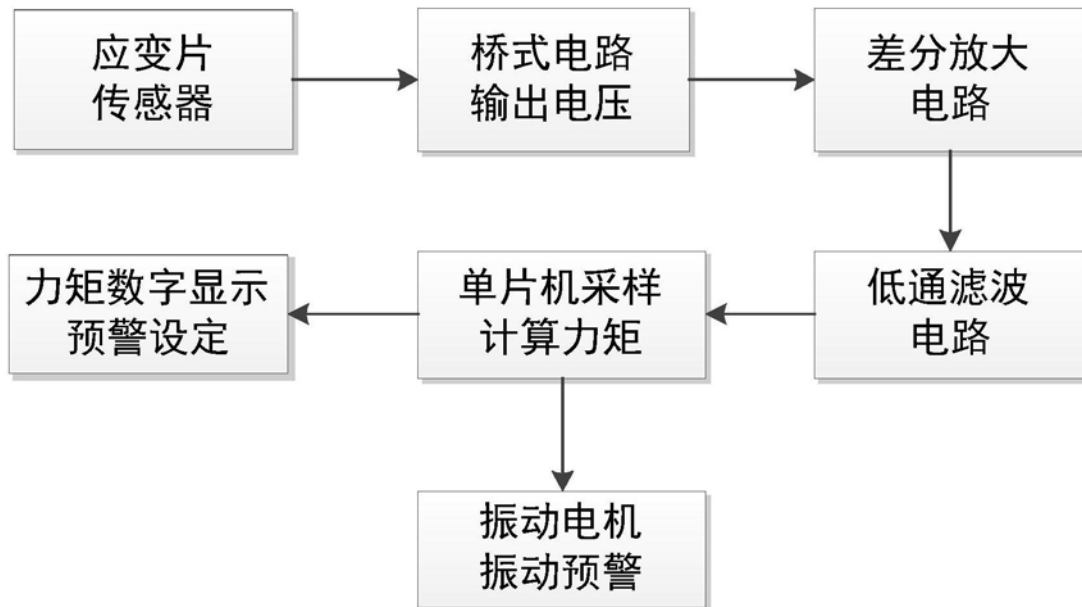 应变片
传感器
桥式电路
输出电压
差分放大
电路
低通滤波
电路
单片机采样
计算力矩
力矩数字显示
预警设定
振动电机
振动预警